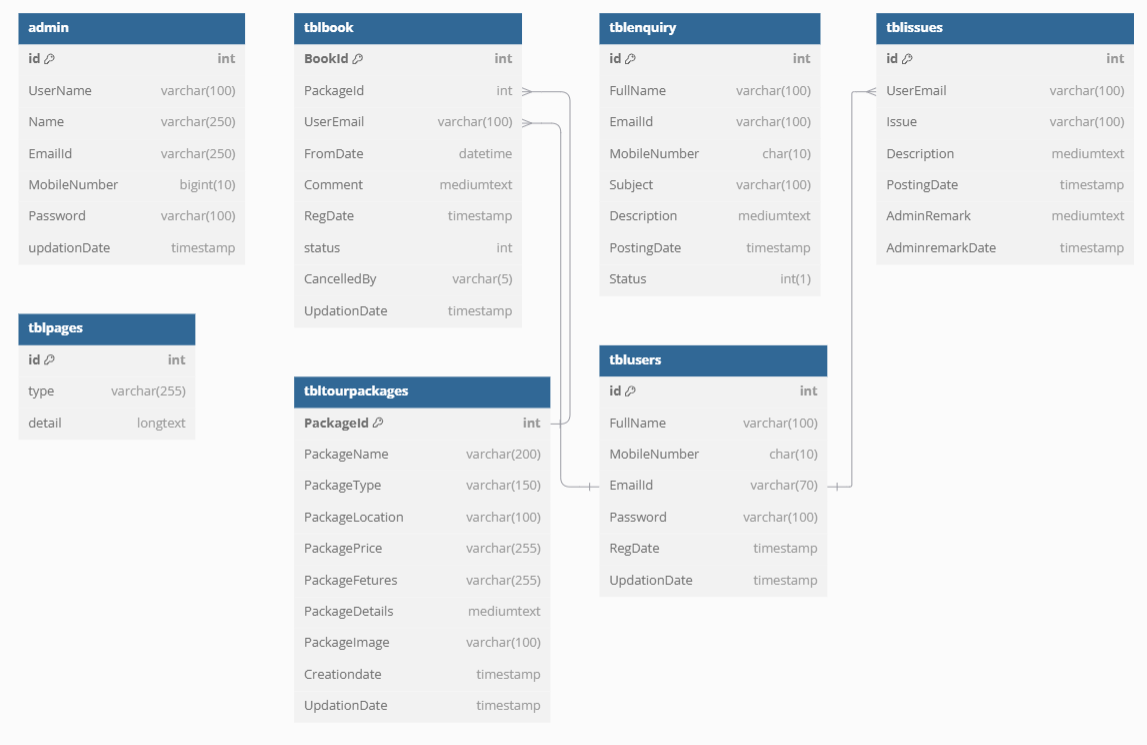 admin
id int
UserName varchar(100)
Name varchar(250)
EmailId varchar(250)
MobileNumber bigint(10)
Password varchar(100)
updationDate timestamp
tblbook
BookId int
PackageId int
UserEmail varchar(100)
FromDate datetime
Comment mediumtext
RegDate timestamp
status int
CancelledBy varchar(5)
UpdationDate timestamp
tblenquiry
id int
FullName varchar(100)
EmailId varchar(100)
MobileNumber char(10)
Subject varchar(100)
Description mediumtext
PostingDate timestamp
Status int(1)
tblissues
id int
UserEmail varchar(100)
Issue varchar(100)
Description mediumtext
PostingDate timestamp
AdminRemark mediumtext
AdminremarkDate timestamp
tblpages
id int
type varchar(255)
detail longtext
tbltourpackages
PackageId int
PackageName varchar(200)
PackageType varchar(150)
PackageLocation varchar(100)
PackagePrice varchar(255)
PackageFetures varchar(255)
PackageDetails mediumtext
PackageImage varchar(100)
Creationdate timestamp
UpdationDate timestamp
tblusers
id int
FullName varchar(100)
MobileNumber char(10)
EmailId varchar(70)
Password varchar(100)
RegDate timestamp
UpdationDate timestamp